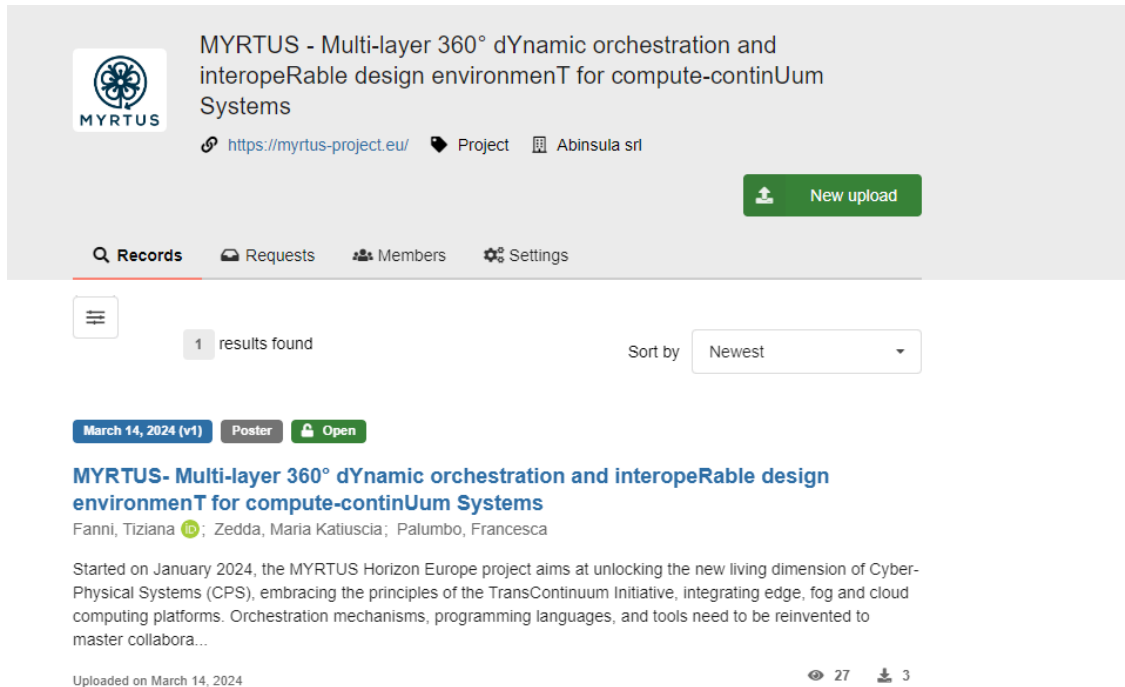 MYRTUS - Multi-layer 360° dYnamic orchestration and
interopeRable design environmenT for compute-continUum
Systems
MYRTUS
https://myrtus-project.eu/ Project Abinsula srl
New upload
Records Requests Members Settings
1 results found
Sort by Newest
March 14, 2024 (v1) Poster Open
MYRTUS- Multi-layer 360° dYnamic orchestration and interopeRable design
environmenT for compute-continUum Systems
Fanni, Tiziana iD; Zedda, Maria Katiuscia; Palumbo, Francesca
Started on January 2024, the MYRTUS Horizon Europe project aims at unlocking the new living dimension of Cyber-
Physical Systems (CPS), embracing the principles of the TransContinuum Initiative, integrating edge, fog and cloud
computing platforms. Orchestration mechanisms, programming languages, and tools need to be reinvented to
master collabora...
Uploaded on March 14, 2024
27 3